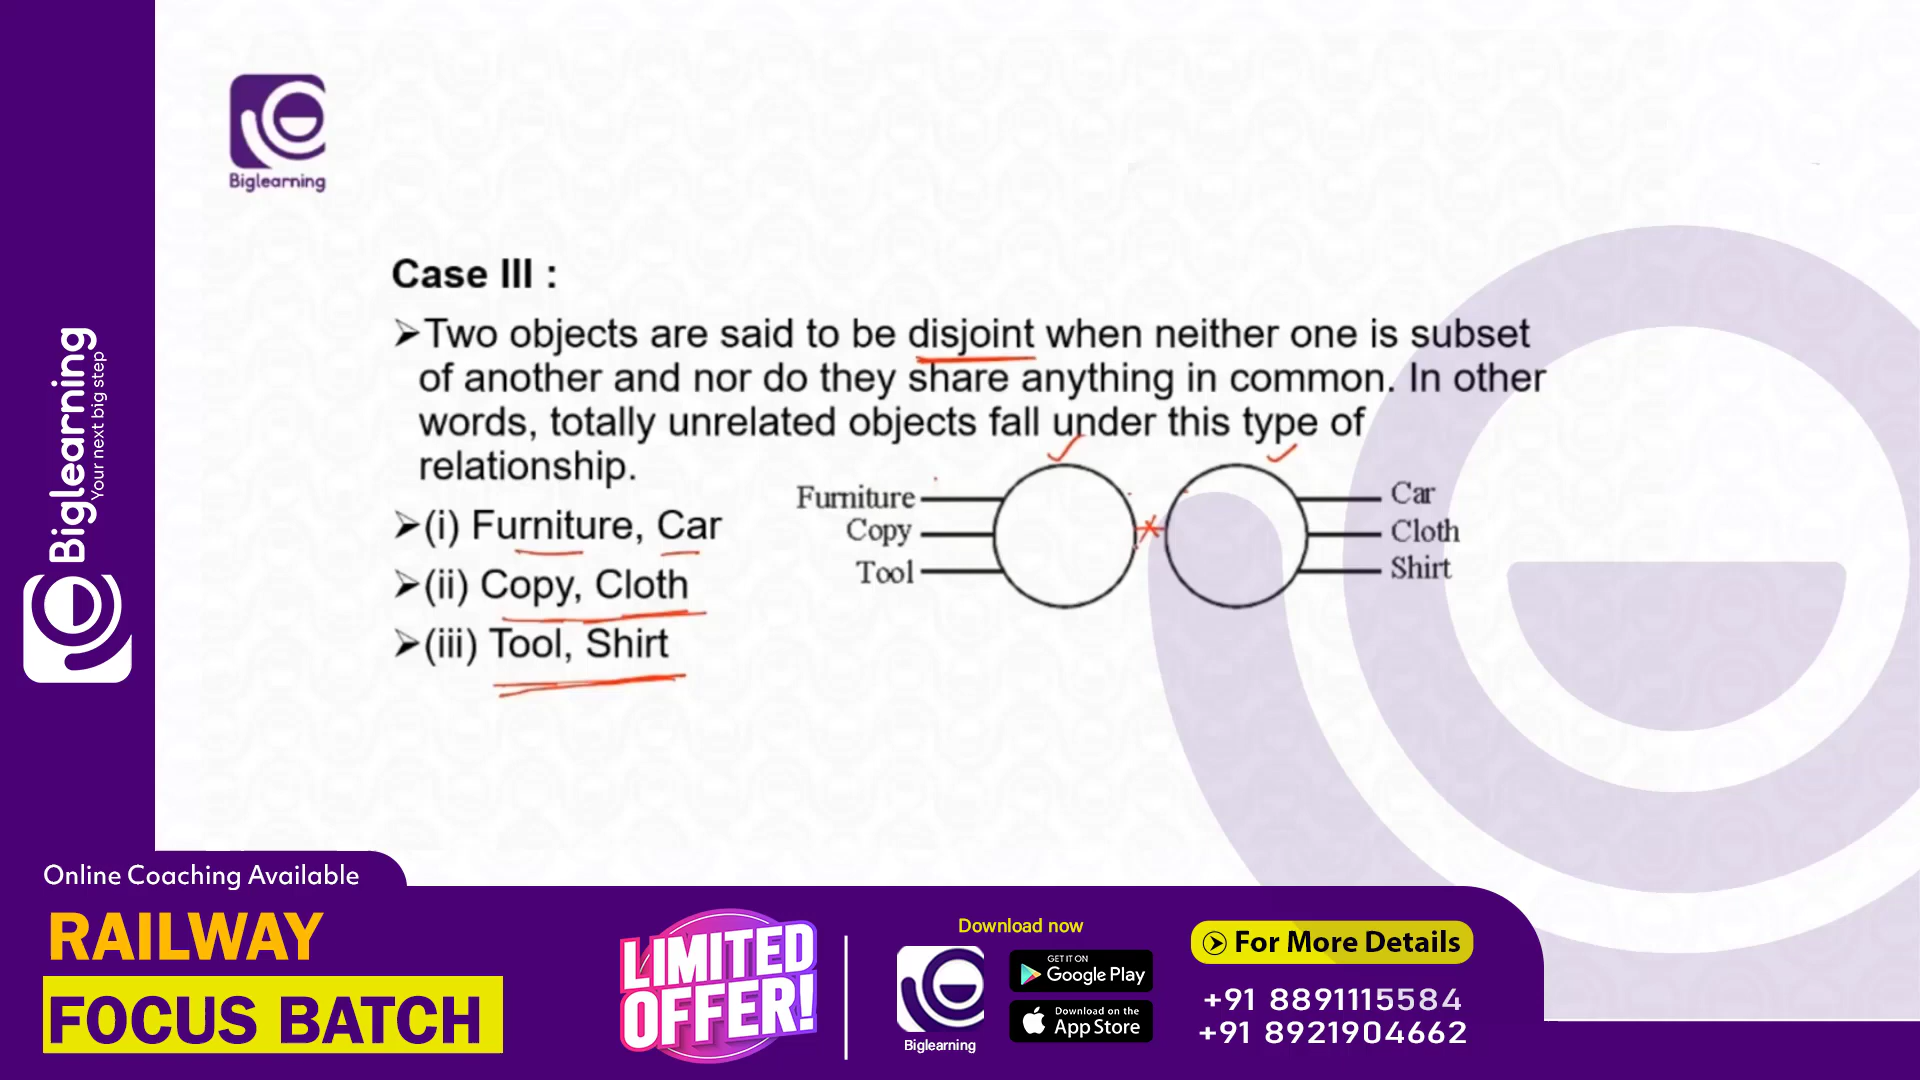 Biglearning
Case III :
➢Two objects are said to be disjoint when neither one is subset
of another and nor do they share anything in common. In other
words, totally unrelated objects fall under this type of
relationship.
➢(i) Furniture, Car
➢(ii) Copy, Cloth
➢(iii) Tool, Shirt
Furniture
Copy
Tool
Car
Cloth
Shirt
Biglearning
Your next big step
Online Coaching Available
RAILWAY
FOCUS BATCH
LIMITED
OFFER!
Download now
Biglearning
GET IT ON
Google Play
Download on the
App Store
For More Details
+91 8891115584
+91 8921904662